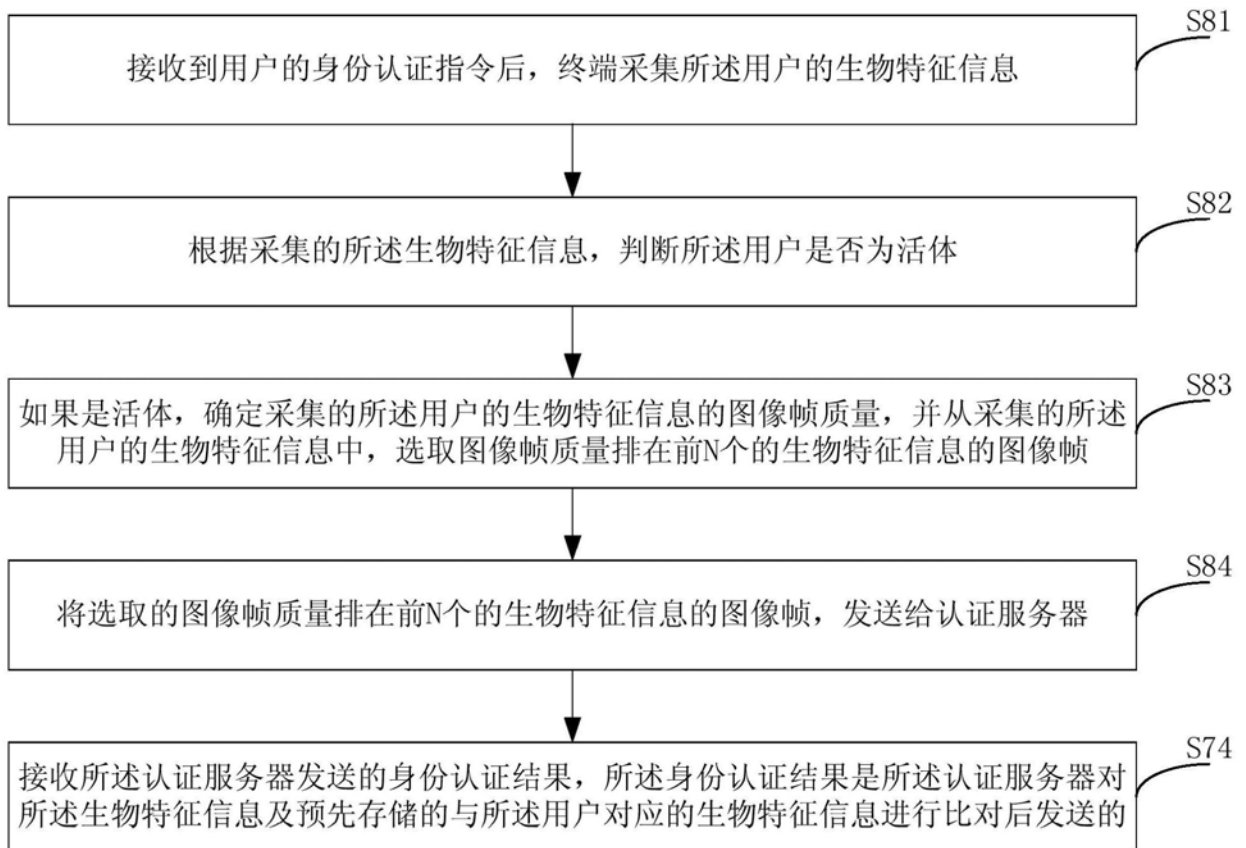 S81
接收到用户的身份认证指令后，终端采集所述用户的生物特征信息
S82
根据采集的所述生物特征信息，判断所述用户是否为活体
S83
如果是活体，确定采集的所述用户的生物特征信息的图像帧质量，并从采集的所述
用户的生物特征信息中，选取图像帧质量排在前N个的生物特征信息的图像帧
S84
将选取的图像帧质量排在前N个的生物特征信息的图像帧，发送给认证服务器
S74
接收所述认证服务器发送的身份认证结果，所述身份认证结果是所述认证服务器对
所述生物特征信息及预先存储的与所述用户对应的生物特征信息进行比对后发送的